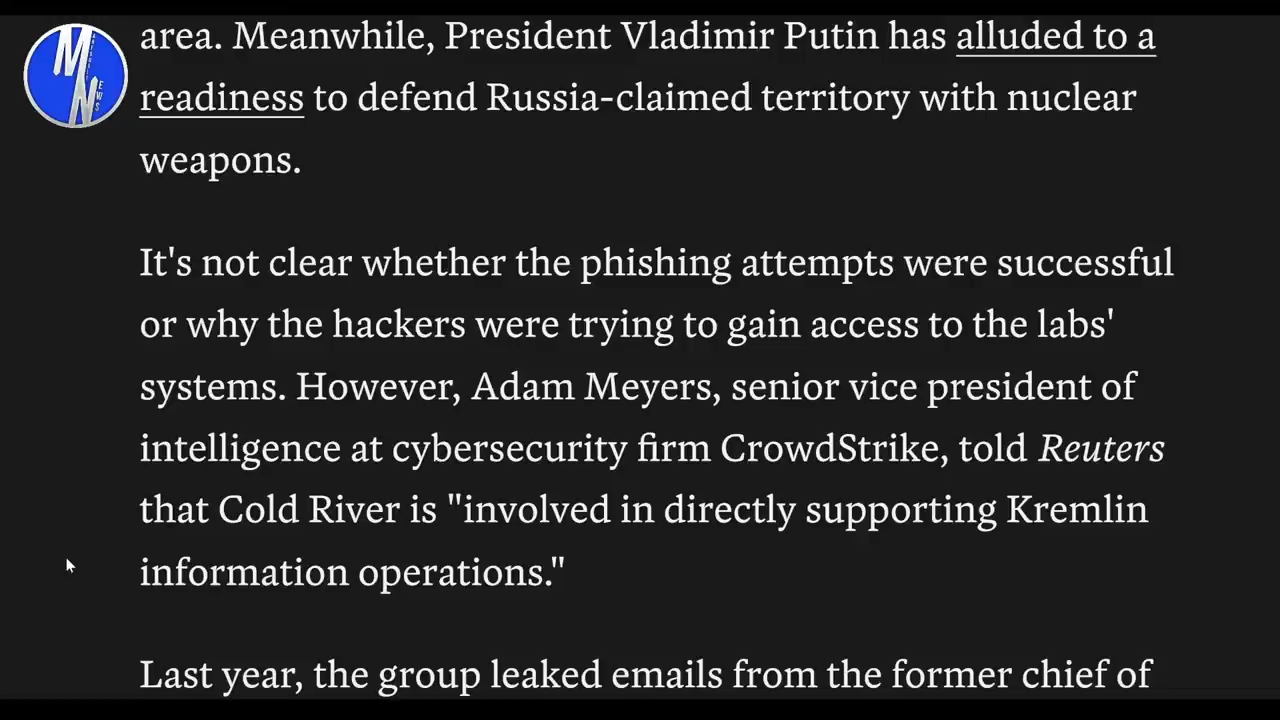 area. Meanwhile, President Vladimir Putin has alluded to a
readiness to defend Russia-claimed territory with nuclear
weapons.
It's not clear whether the phishing attempts were successful
or why the hackers were trying to gain access to the labs'
systems. However, Adam Meyers, senior vice president of
intelligence at cybersecurity firm CrowdStrike, told Reuters
that Cold River is "involved in directly supporting Kremlin
information operations."
Last year, the group leaked emails from the former chief of